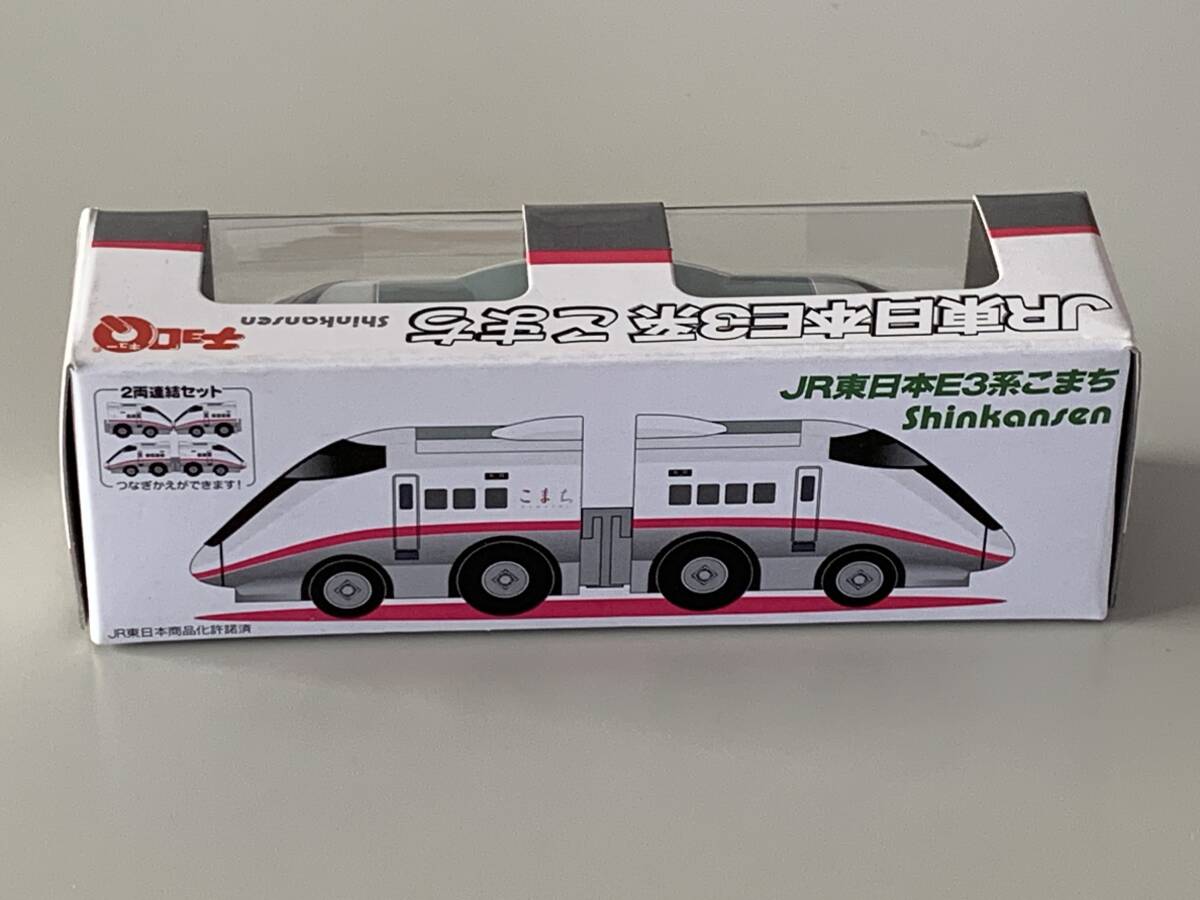 JR東日本E3系 こまち
Shinkansen
チョロQ
キュー
2両連結セット
つなぎかえができます!
JR東日本E3系こまち
Shinkansen
こまち
JR東日本商品化許諾済